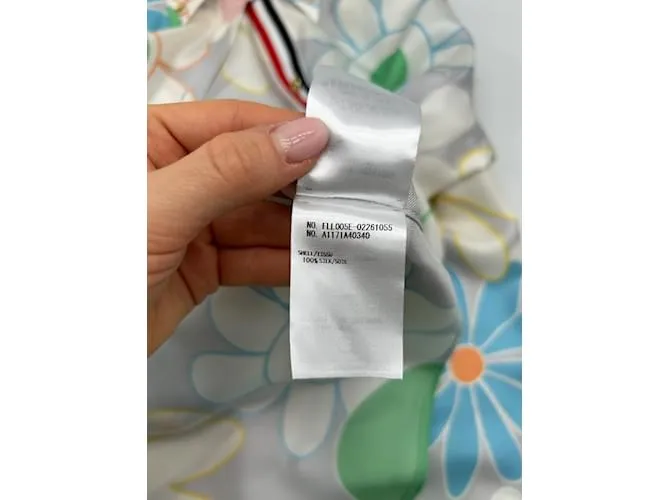 NO. FLL005E-02261055
NO. A1171A40340
SHELL/TISSU
100% SILK/SOIE